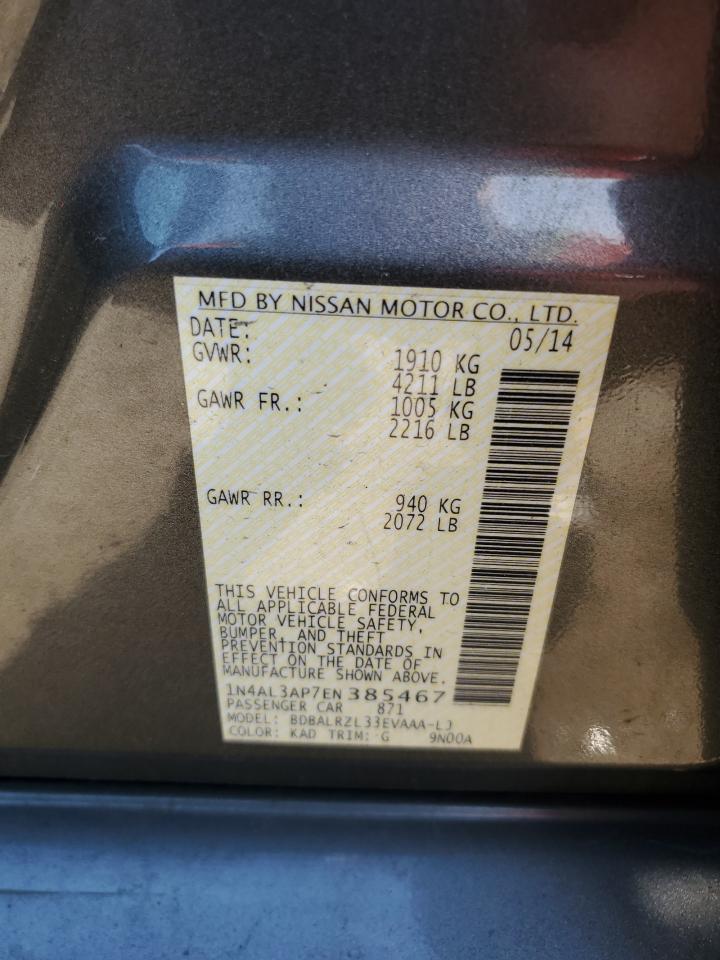 MFD BY NISSAN MOTOR CO., LTD.
DATE: 05/14
GVWR: 1910 KG
4211 LB
GAWR FR.: 1005 KG
2216 LB
GAWR RR.: 940 KG
2072 LB
THIS VEHICLE CONFORMS TO
ALL APPLICABLE FEDERAL
MOTOR VEHICLE SAFETY,
BUMPER, AND THEFT
PREVENTION STANDARDS IN
EFFECT ON THE DATE OF
MANUFACTURE SHOWN ABOVE.
1N4AL3AP7EN385467
PASSENGER CAR 871
MODEL: BDBALRZL33EVAAA-LJ
COLOR: KAD TRIM: G 9N00A